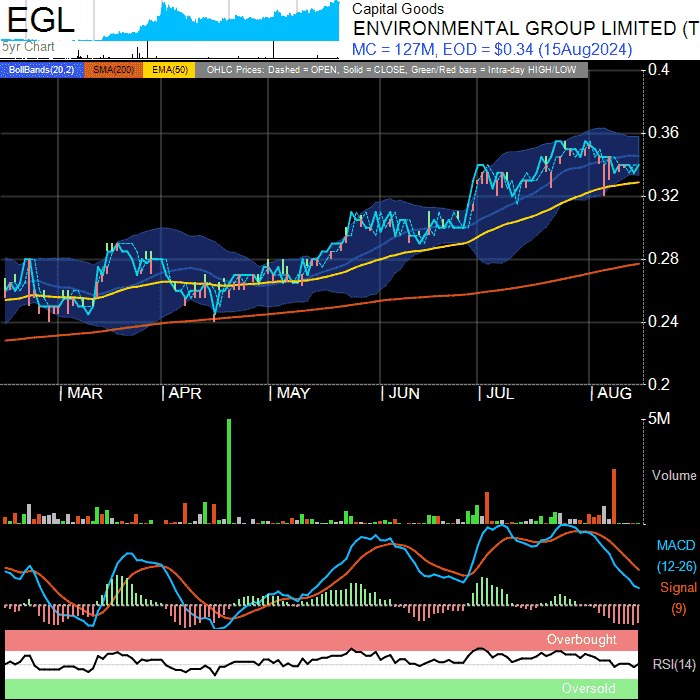 EGL
Capital Goods
ENVIRONMENTAL GROUP LIMITED (T
5yr Chart
MC = 127M, EOD = $0.34 (15Aug2024)
BollBands(20,2) SMA(200) EMA(50) OHLC Prices: Dashed = OPEN, Solid = CLOSE, Green/Red bars = Intra-day HIGH/LOW
0.4
0.36
0.32
0.28
0.24
0.2
| MAR | APR | MAY | JUN | JUL | AUG
5M
Volume
MACD
(12-26)
Signal
(9)
Overbought
RSI(14)
Oversold